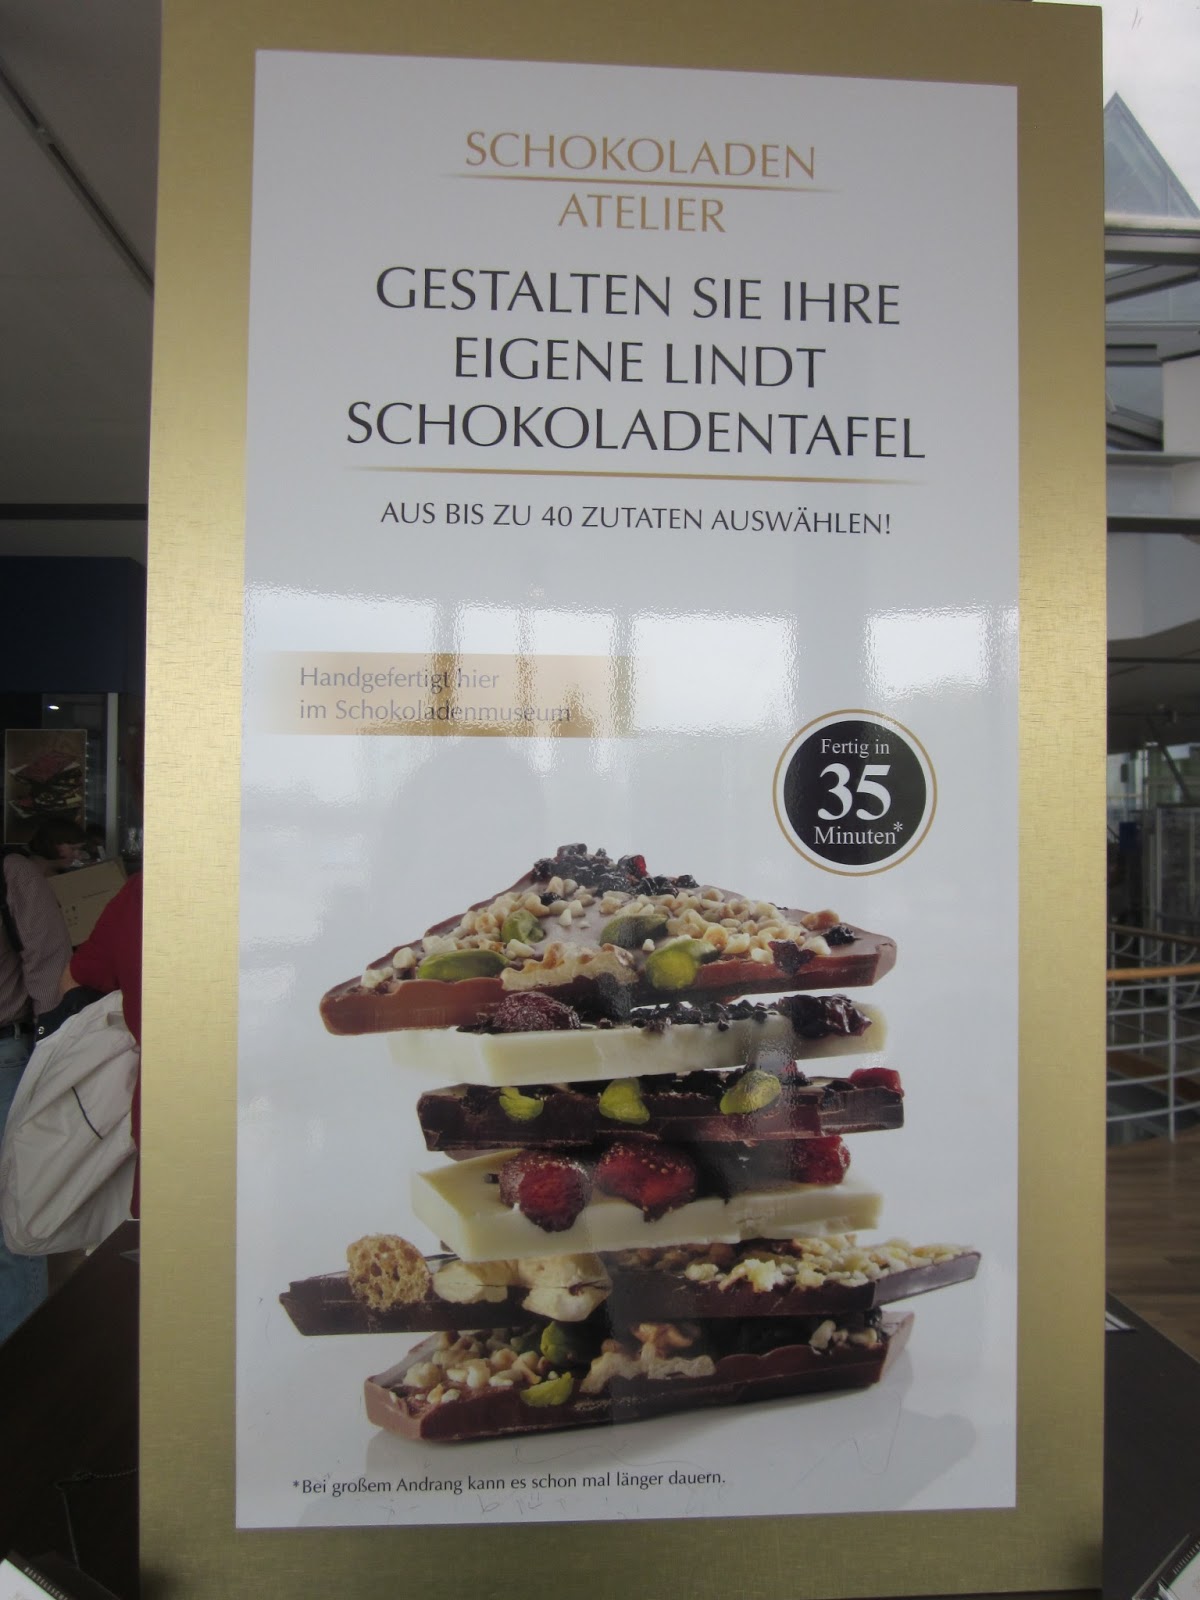 SCHOKOLADEN
ATELIER
GESTALTEN SIE IHRE
EIGENE LINDT
SCHOKOLADENTAFEL
AUS BIS ZU 40 ZUTATEN AUSWÄHLEN!
Handgefertigt hier
im Schokoladenmuseum
Fertig in
35
Minuten*
*Bei großem Andrang kann es schon mal länger dauern.